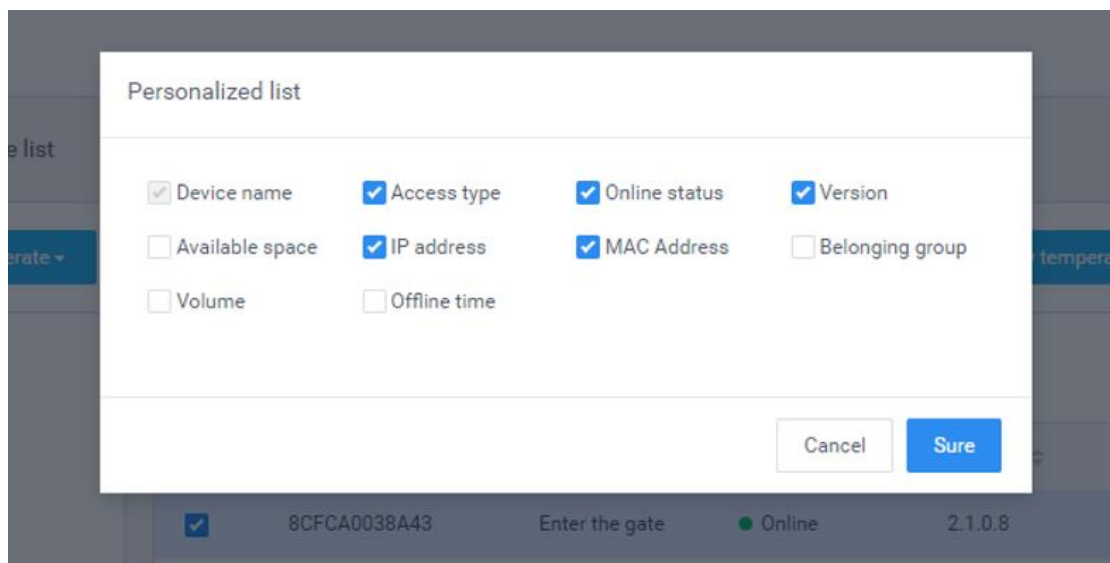 Personalized list
e list
Device name Access type Online status Version
Available space IP address MAC Address Belonging group
erate
tempera
Volume Offline time
Cancel Sure
8CFCA0038A43 Enter the gate Online 2.1.0.8